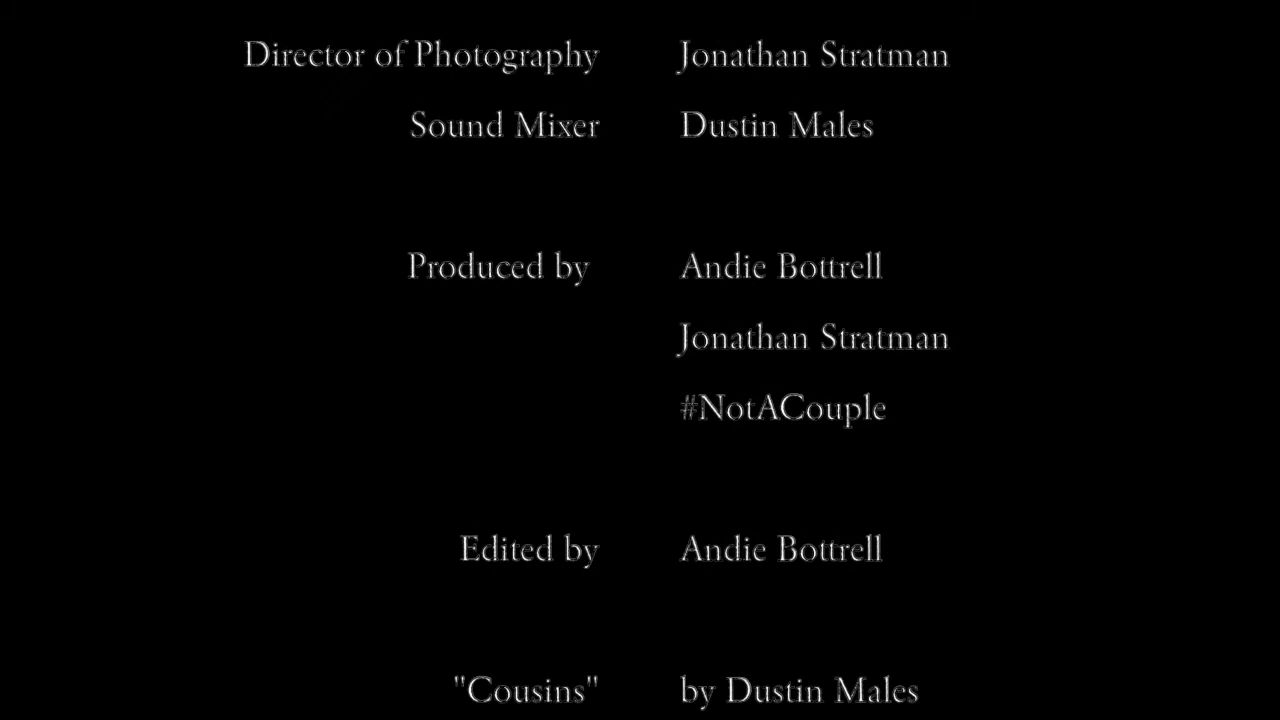 Director of Photography Jonathan Stratman
Sound Mixer Dustin Males
Produced by Andie Bottrell
Jonathan Stratman
#NotACouple
Edited by Andie Bottrell
"Cousins" by Dustin Males